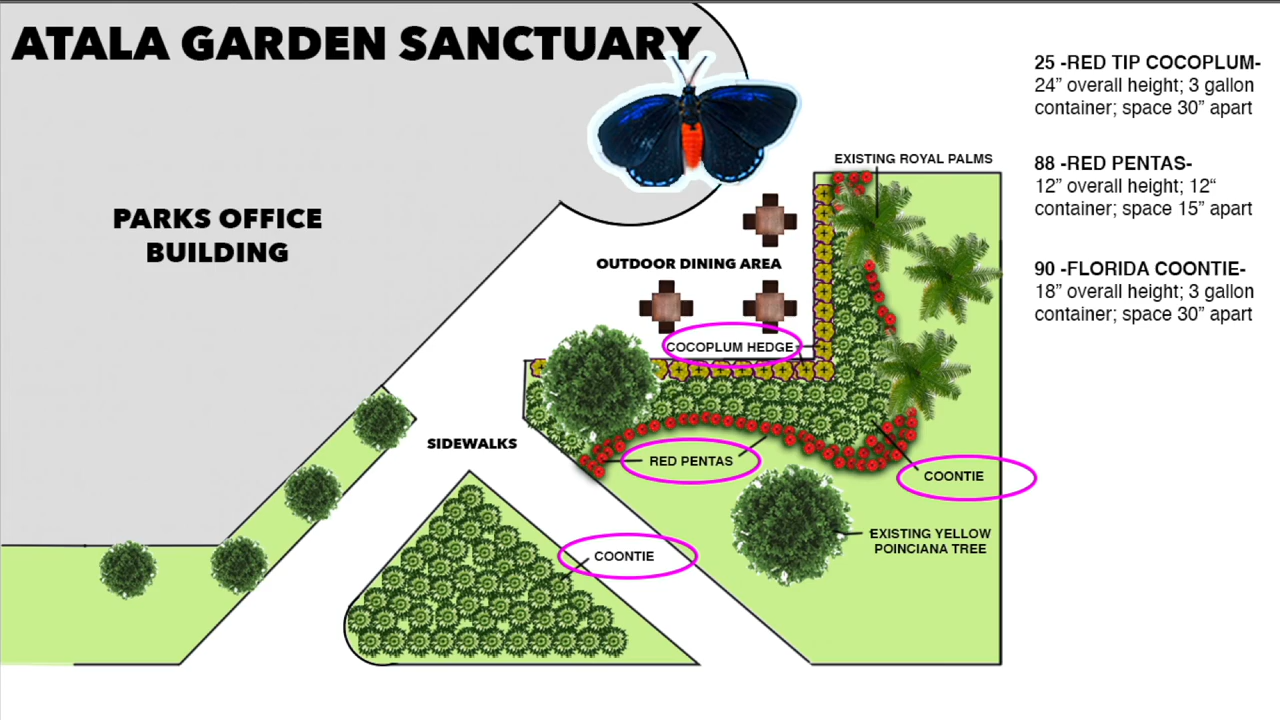 ATALA GARDEN SANCTUARY
25 -RED TIP COCOPLUM-
24” overall height; 3 gallon
container; space 30” apart
EXISTING ROYAL PALMS
88 -RED PENTAS-
12” overall height; 12“
container; space 15” apart
PARKS OFFICE
BUILDING
OUTDOOR DINING AREA
90 -FLORIDA COONTIE-
18” overall height; 3 gallon
container; space 30” apart
COCOPLUM HEDGE
SIDEWALKS
RED PENTAS
COONTIE
EXISTING YELLOW
POINCIANA TREE
COONTIE